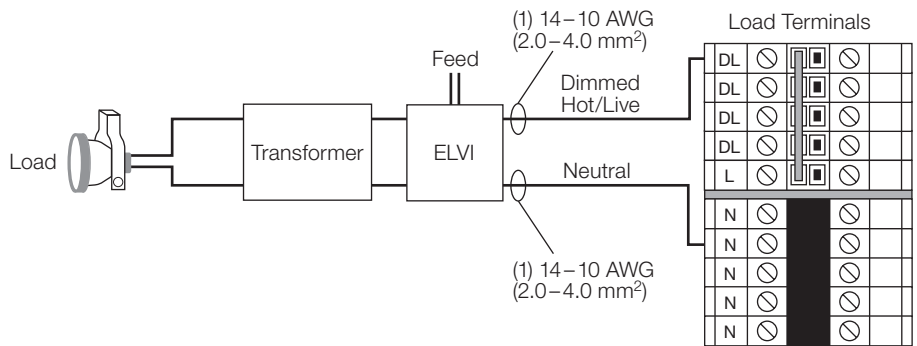 (1) 14–10 AWG
(2.0–4.0 mm²)
Load Terminals
Feed
Dimmed
Hot/Live
Load
Transformer
ELVI
Neutral
(1) 14–10 AWG
(2.0–4.0 mm²)
DL
DL
DL
DL
L
N
N
N
N
N